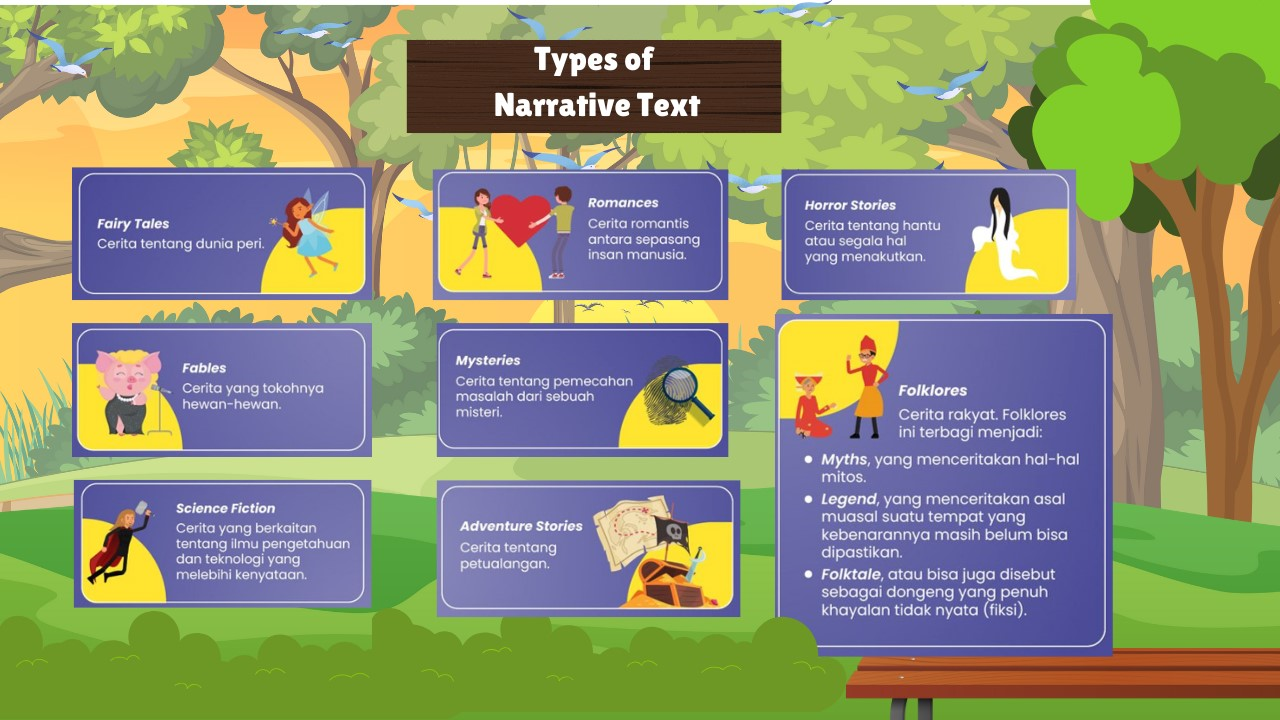 Types of
Narrative Text
Fairy Tales
Cerita tentang dunia peri.
Romances
Cerita romantis
antara sepasang
insan manusia.
Horror Stories
Cerita tentang hantu
atau segala hal
yang menakutkan.
Fables
Cerita yang tokohnya
hewan-hewan.
Mysteries
Cerita tentang pemecahan
masalah dari sebuah
misteri.
Folklores
Cerita rakyat. Folklores
ini terbagi menjadi:
• Myths, yang menceritakan hal-hal
mitos.
• Legend, yang menceritakan asal
muasal suatu tempat yang
kebenarannya masih belum bisa
dipastikan.
• Folktale, atau bisa juga disebut
sebagai dongeng yang penuh
khayalan tidak nyata (fiksi).
Science Fiction
Cerita yang berkaitan
tentang ilmu pengetahuan
dan teknologi yang
melebihi kenyataan.
Adventure Stories
Cerita tentang
petualangan.